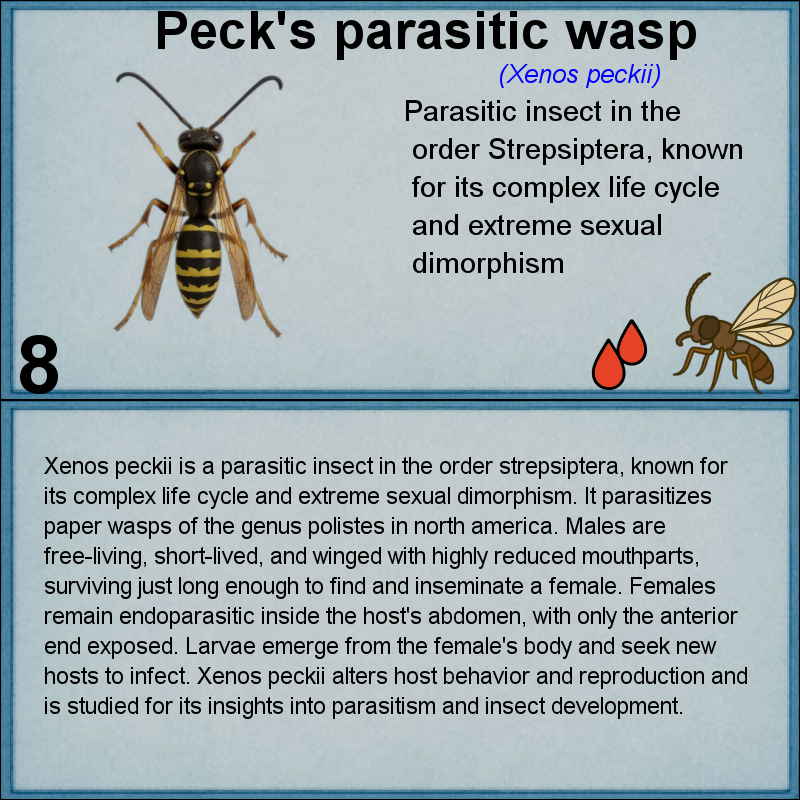 Peck's parasitic wasp
(Xenos peckii)
Parasitic insect in the
order Strepsiptera, known
for its complex life cycle
and extreme sexual
dimorphism
8
Xenos peckii is a parasitic insect in the order strepsiptera, known for
its complex life cycle and extreme sexual dimorphism. It parasitizes
paper wasps of the genus polistes in north america. Males are
free-living, short-lived, and winged with highly reduced mouthparts,
surviving just long enough to find and inseminate a female. Females
remain endoparasitic inside the host's abdomen, with only the anterior
end exposed. Larvae emerge from the female's body and seek new
hosts to infect. Xenos peckii alters host behavior and reproduction and
is studied for its insights into parasitism and insect development.